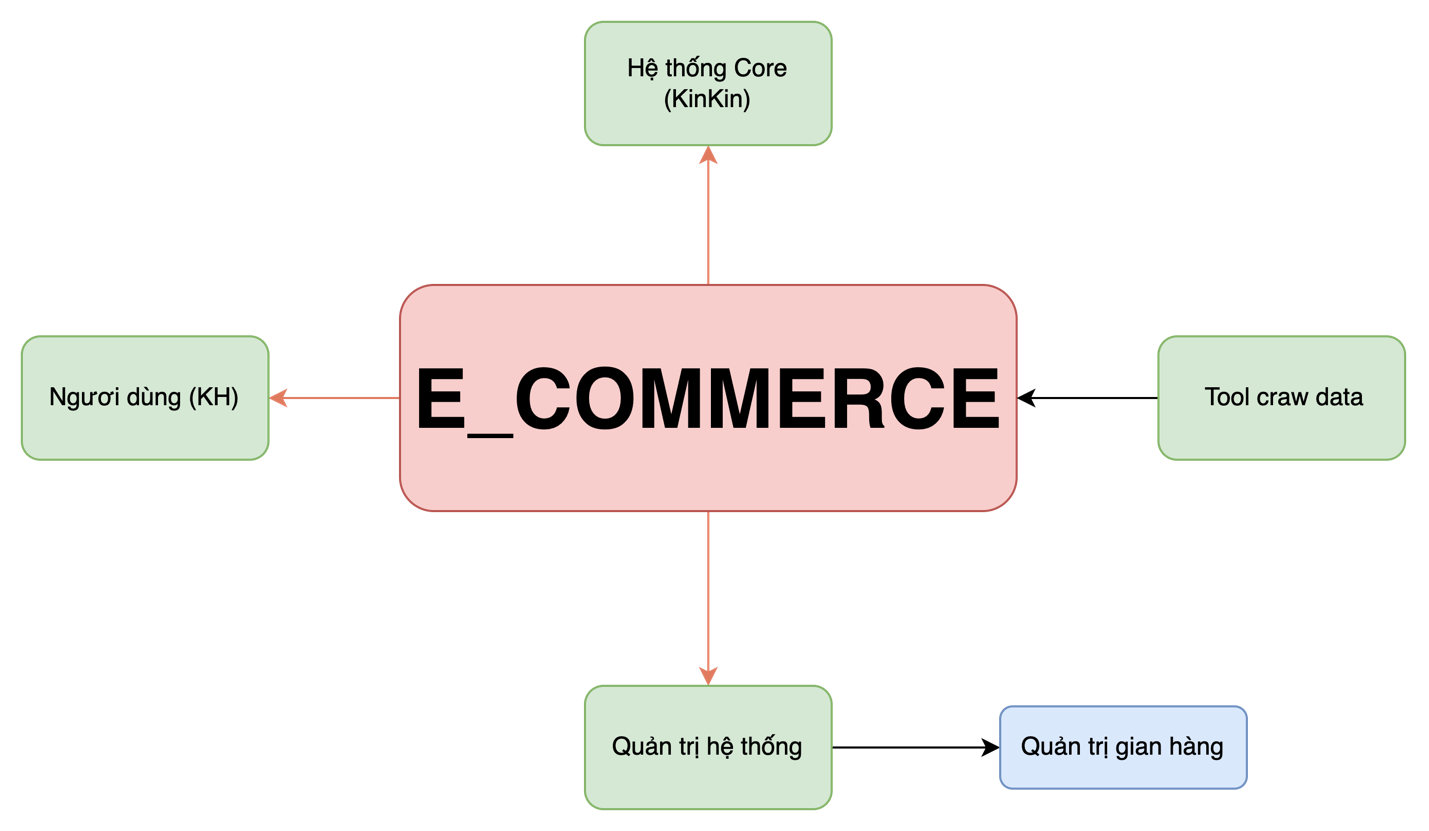 Hệ thống Core
(KinKin)
Ngươi dùng (KH)
E_COMMERCE
Tool craw data
Quản trị hệ thống
Quản trị gian hàng